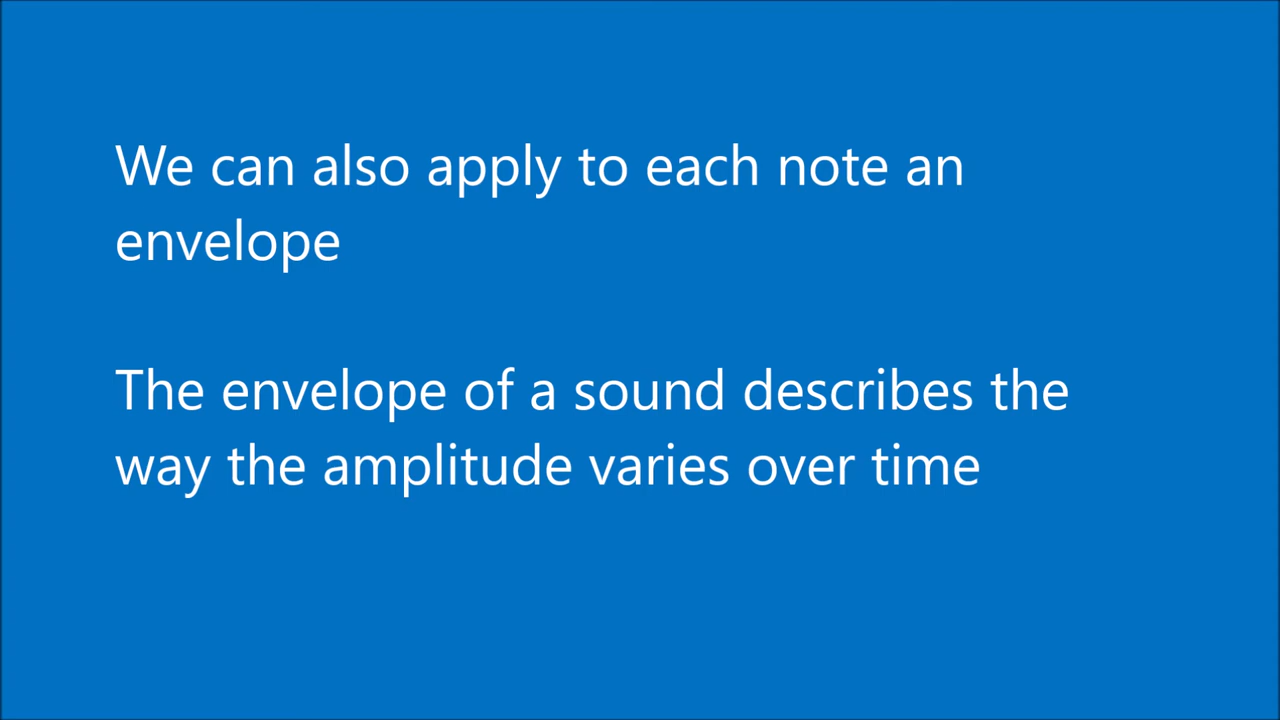 We can also apply to each note an
envelope
The envelope of a sound describes the
way the amplitude varies over time